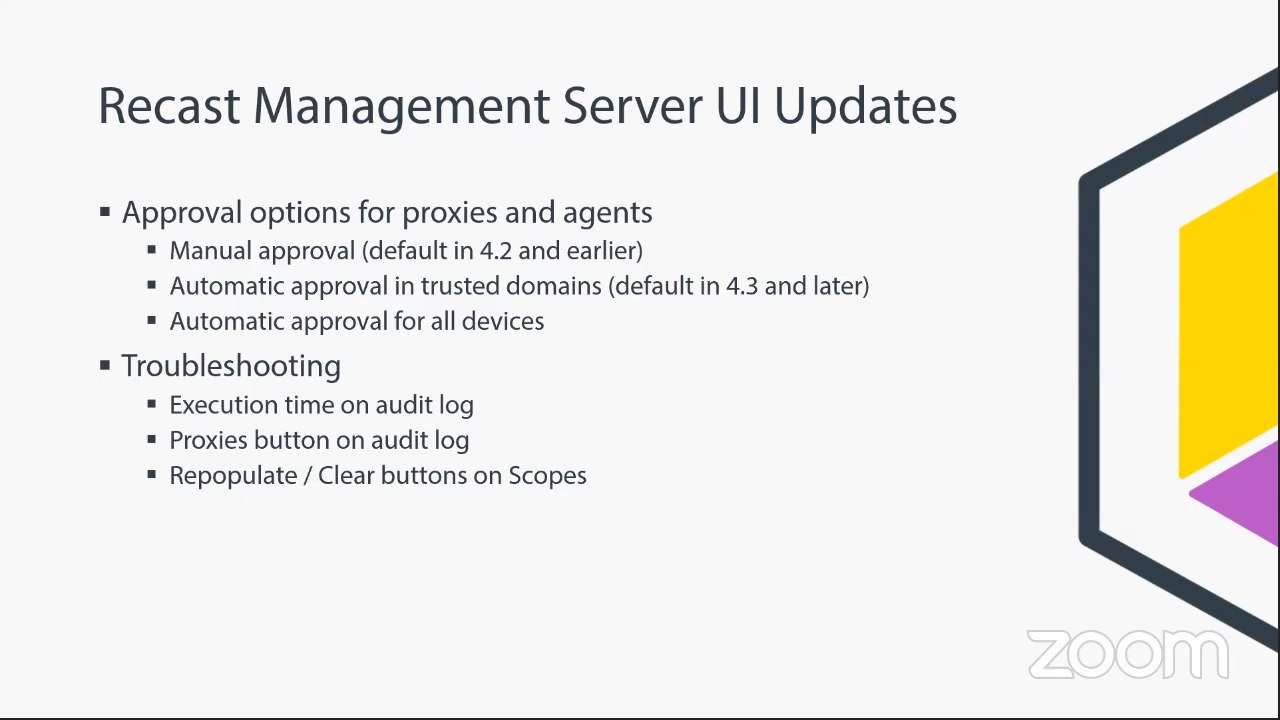 Recast Management Server UI Updates
▪ Approval options for proxies and agents
▪ Manual approval (default in 4.2 and earlier)
▪ Automatic approval in trusted domains (default in 4.3 and later)
▪ Automatic approval for all devices
▪ Troubleshooting
▪ Execution time on audit log
▪ Proxies button on audit log
▪ Repopulate / Clear buttons on Scopes
zoom